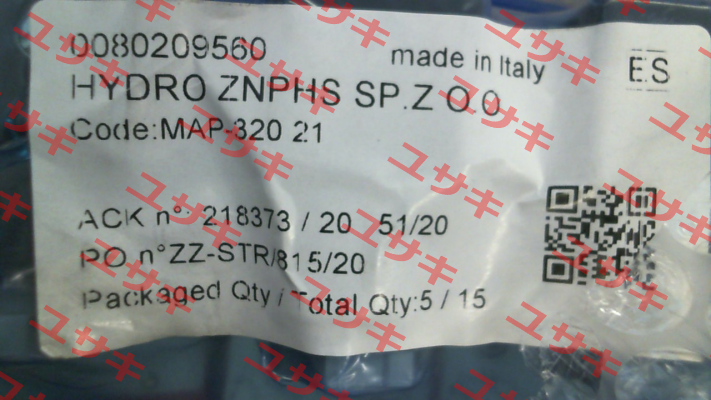 0080209560
made in Italy
ES
HYDRO ZNPHS SP.Z O.O
Code:MAP-320 21
ACK n°: 218373 / 20 51/20
PO n°ZZ-STR/815/20
Packaged Qty / Total Qty:5 / 15
ユサキ